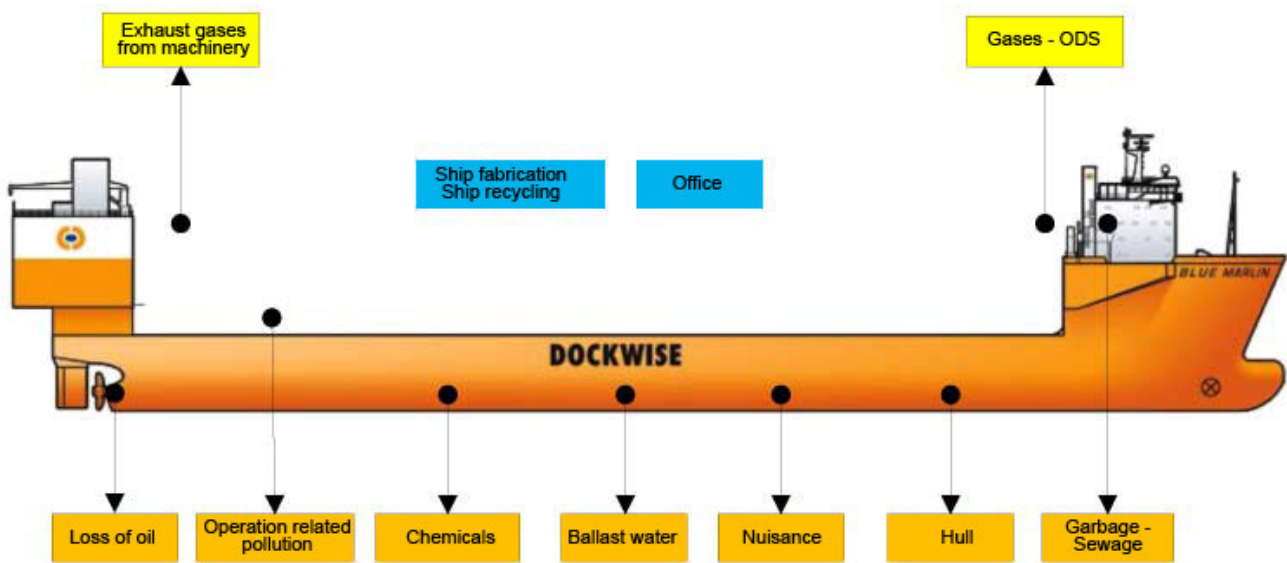 Exhaust gases
from machinery
Gases - ODS
Ship fabrication
Ship recycling
Office
BLUE MARLIN
DOCKWISE
Loss of oil
Operation related
pollution
Chemicals
Ballast water
Nuisance
Hull
Garbage -
Sewage